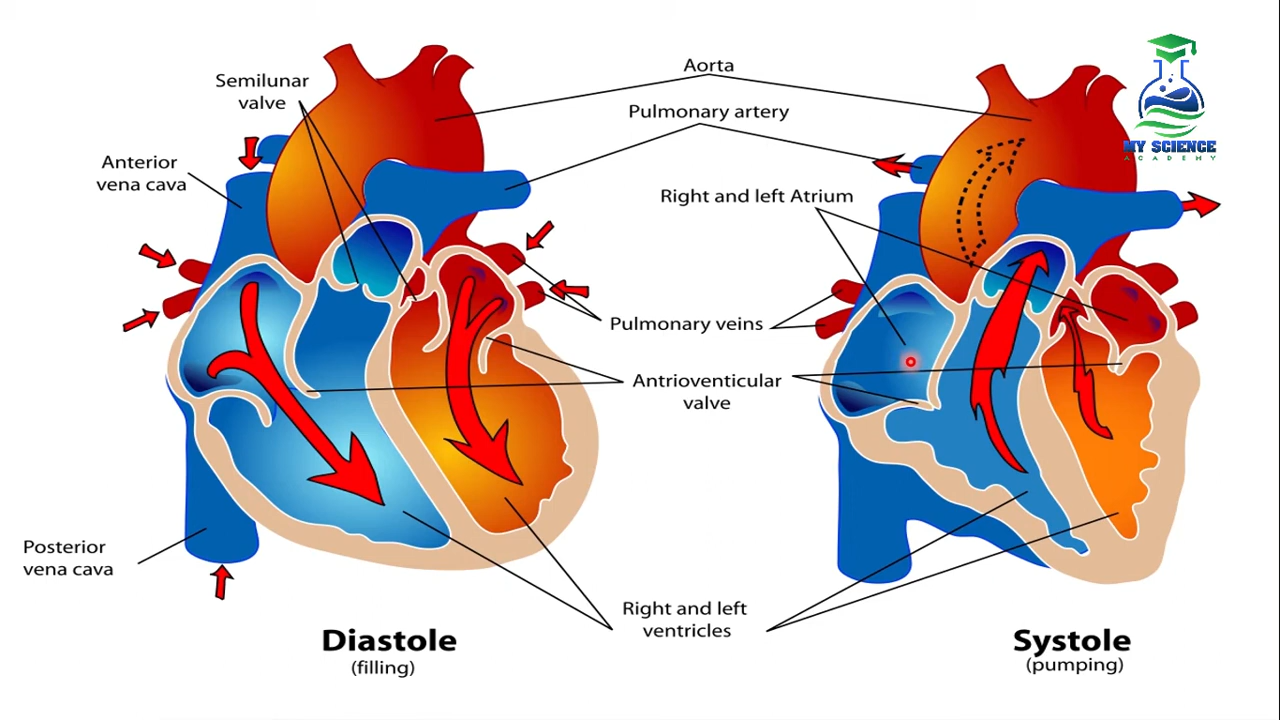 Semilunar
valve
Aorta
Pulmonary artery
MY SCIENCE
ACADEMY
Anterior
vena cava
Right and left Atrium
Pulmonary veins
Antrioventicular
valve
Posterior
vena cava
Right and left
ventricles
Diastole
(filling)
Systole
(pumping)